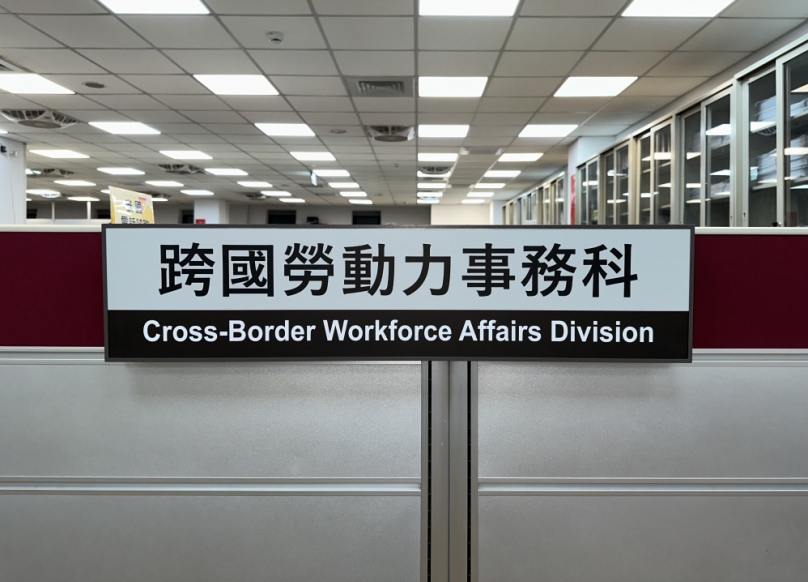 跨國勞動力事務科
Cross-Border Workforce Affairs Division